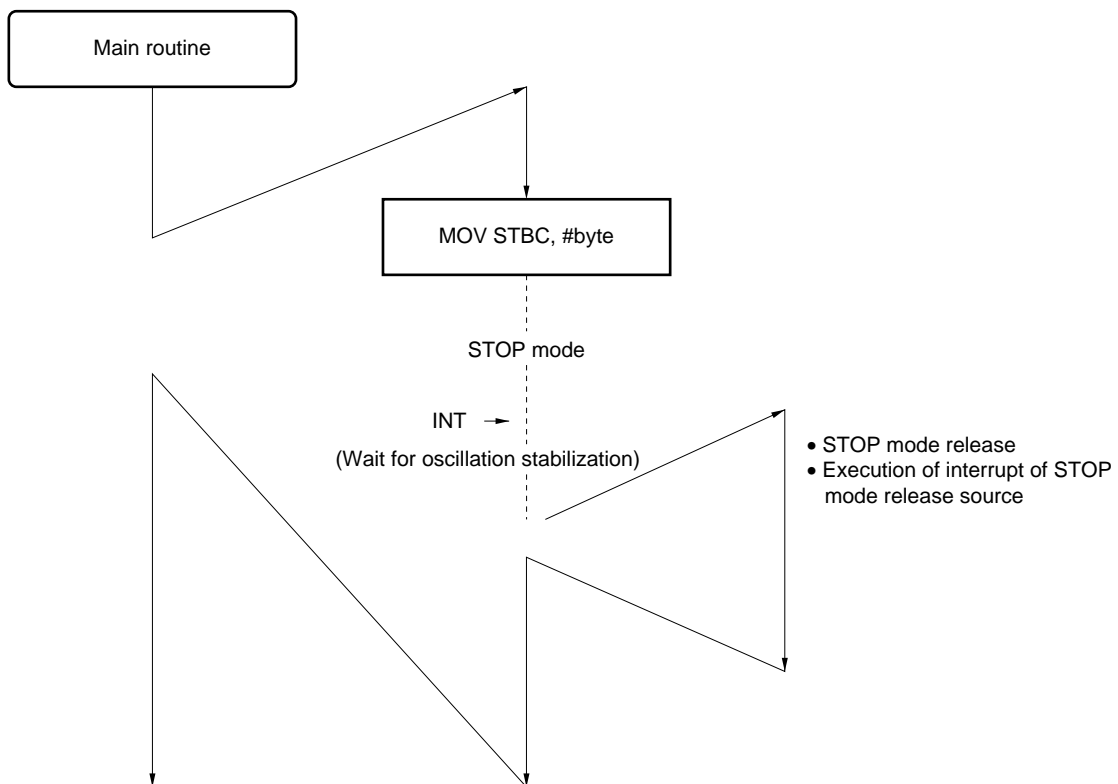 Main routine
MOV STBC, #byte
STOP mode
INT
(Wait for oscillation stabilization)
• STOP mode release
• Execution of interrupt of STOP
mode release source